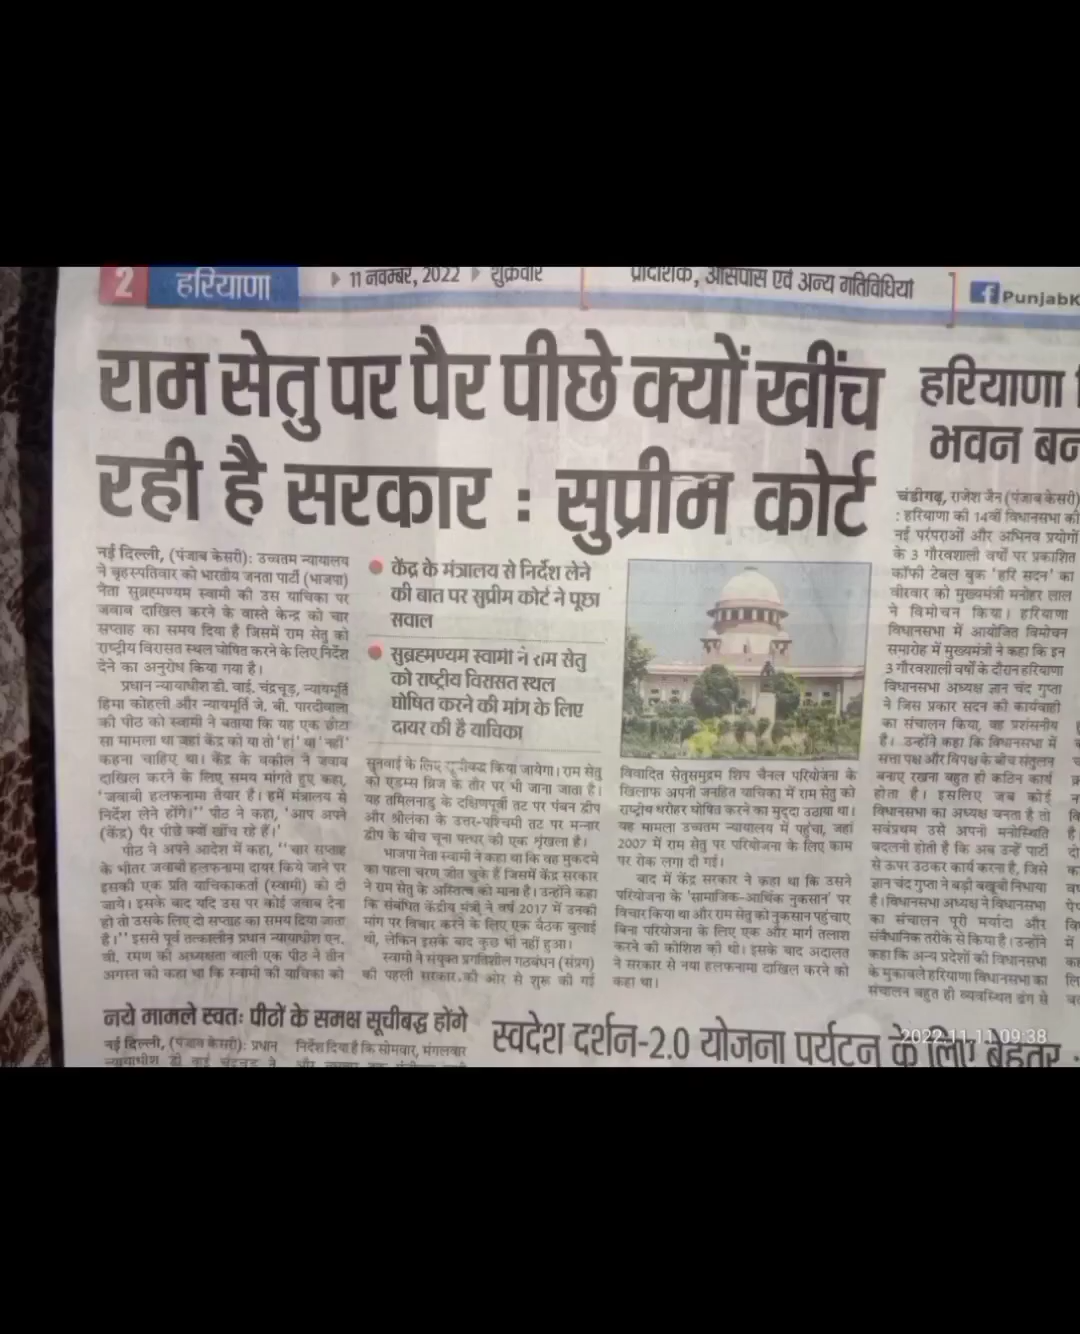 2
हरियाणा
11 नवम्बर, 2022
शुक्रवार
प्रादेशिक, आसपास एवं अन्य गतिविधियां
PunjabK
राम सेतु पर पैर पीछे क्यों खींच
रही है सरकार : सुप्रीम कोर्ट
नई दिल्ली, (पंजाब केसरी): उच्चतम न्यायालय
ने बृहस्पतिवार को भारतीय जनता पार्टी (भाजपा)
नेता सुब्रह्मण्यम स्वामी की उस याचिका पर
जवाब दाखिल करने के वास्ते केन्द्र को चार
सप्ताह का समय दिया है जिसमें राम सेतु को
राष्ट्रीय विरासत स्थल घोषित करने के लिए निर्देश
देने का अनुरोध किया गया है।
प्रधान न्यायाधीश डी. वाई. चंद्रचूड़, न्यायमूर्ति
हिमा कोहली और न्यायमूर्ति जे. बी. पारदीवाला
की पीठ को स्वामी ने बताया कि यह एक छोटा
सा मामला था जहां केंद्र को या तो 'हां' या 'नहीं'
कहना चाहिए था। केंद्र के वकील ने जवाब
दाखिल करने के लिए समय मांगते हुए कहा,
'जवाबी हलफनामा तैयार है। हमें मंत्रालय से
निर्देश लेने होंगे।'' पीठ ने कहा, 'आप अपने
(केंद्र) पैर पीछे क्यों खींच रहे हैं।'
पीठ ने अपने आदेश में कहा, ''चार सप्ताह
के भीतर जवाबी हलफनामा दायर किये जाने पर
इसकी एक प्रति याचिकाकर्ता (स्वामी) को दी
जाये। इसके बाद यदि उस पर कोई जवाब देना
हो तो उसके लिए दो सप्ताह का समय दिया जाता
है।'' इससे पूर्व तत्कालीन प्रधान न्यायाधीश एन.
वी. रमण की अध्यक्षता वाली एक पीठ ने तीन
अगस्त को कहा था कि स्वामी की याचिका को
केंद्र के मंत्रालय से निर्देश लेने
की बात पर सुप्रीम कोर्ट ने पूछा
सवाल
सुब्रह्मण्यम स्वामी ने राम सेतु
को राष्ट्रीय विरासत स्थल
घोषित करने की मांग के लिए
दायर की है याचिका
सुनवाई के लिए किया जायेगा। राम सेतु
को एडम्स ब्रिज के तौर पर भी जाना जाता है।
यह तमिलनाडु के दक्षिणपूर्वी तट पर पंबन द्वीप
और श्रीलंका के उत्तर-पश्चिमी तट पर मन्नार
द्वीप के बीच चूना पत्थर की एक शृंखला है।
भाजपा नेता स्वामी ने कहा था कि वह मुकदमे
का पहला चरण जीत चुके हैं जिसमें केंद्र सरकार
ने राम सेतु के अस्तित्व को माना है। उन्होंने कहा
कि संबंधित केंद्रीय मंत्री ने वर्ष 2017 में उनकी
मांग पर विचार करने के लिए एक बैठक बुलाई
थी, लेकिन इसके बाद कुछ भी नहीं हुआ।
स्वामी ने संयुक्त प्रगतिशील गठबंधन (संप्रग)
की पहली सरकार की ओर से शुरू की गई
विवादित सेतुसमुद्रम शिप चैनल परियोजना के
खिलाफ अपनी जनहित याचिका में राम सेतु को
राष्ट्रीय धरोहर घोषित करने का मुद्दा उठाया था।
यह मामला उच्चतम न्यायालय में पहुंचा, जहां
2007 में राम सेतु पर परियोजना के लिए काम
पर रोक लगा दी गई।
बाद में केंद्र सरकार ने कहा था कि उसने
परियोजना के 'सामाजिक-आर्थिक नुकसान' पर
विचार किया था और राम सेतु को नुकसान पहुंचाए
बिना परियोजना के लिए एक और मार्ग तलाश
करने की कोशिश की थी। इसके बाद अदालत
ने सरकार से नया हलफनामा दाखिल करने को
कहा था।
हरियाणा
भवन
चंडीगढ़, राजेश जैन (पंजाब केसरी)
: हरियाणा की 14वीं विधानसभा की
नई परंपराओं और अभिनव प्रयोगों
के 3 गौरवशाली वर्षों पर प्रकाशित
कॉफी टेबल बुक 'हरि सदन' का
वीरवार को मुख्यमंत्री मनोहर लाल
ने विमोचन किया। हरियाणा
विधानसभा में आयोजित विमोचन
समारोह में मुख्यमंत्री ने कहा कि इन
3 गौरवशाली वर्षों के दौरान हरियाणा
विधानसभा अध्यक्ष ज्ञान चंद गुप्ता
ने जिस प्रकार सदन की कार्यवाही
का संचालन किया, वह प्रशंसनीय
है। उन्होंने कहा कि विधानसभा में
सत्ता पक्ष और विपक्ष के बीच संतुलन
बनाए रखना बहुत ही कठिन कार्य
होता है। इसलिए जब कोई
विधानसभा का अध्यक्ष बनता है तो
सर्वप्रथम उसे अपनी मनोस्थिति
बदलनी होती है कि अब उन्हें पार्टी
से ऊपर उठकर कार्य करना है, जिसे
ज्ञान चंद गुप्ता ने बड़ी बखूबी निभाया
है। विधानसभा अध्यक्ष ने विधानसभा
का संचालन पूरी मर्यादा और
संवैधानिक तरीके से किया है। उन्होंने
कहा कि अन्य प्रदेशों की विधानसभा
के मुकाबले हरियाणा विधानसभा का
संचालन बहुत ही व्यवस्थित ढंग से
नये मामले स्वतः पीठों के समक्ष सूचीबद्ध होंगे
नई दिल्ली, (पंजाब केसरी): प्रधान
न्यायाधीश डी वाई चंद्रचूड़ ने
निर्देश दिया है कि सोमवार, मंगलवार
स्वदेश दर्शन-2.0 योजना पर्यटन के लिए बेहतर
2022.11.11 09:38